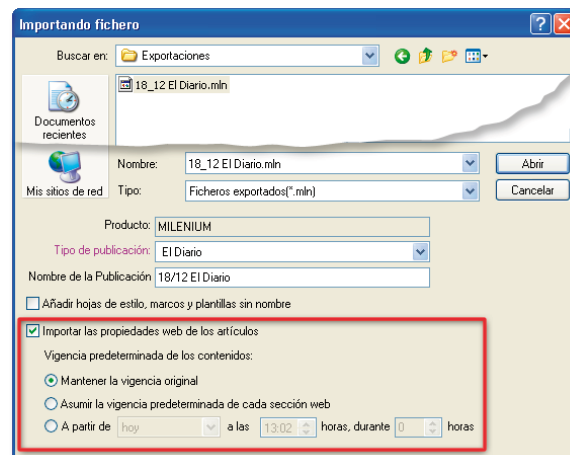 Importando fichero
Buscar en: Exportaciones
18_12 El Diario.mln
Documentos
recientes
Mis sitios de red
Nombre: 18_12 El Diario.mln Abrir
Tipo: Ficheros exportados(".mln) Cancelar
Producto: MILENIUM
Tipo de publicación: El Diario
Nombre de la Publicación 18/12 El Diario
Añadir hojas de estilo, marcos y plantillas sin nombre
Importar las propiedades web de los artículos
Vigencia predeterminada de los contenidos:
Mantener la vigencia original
Asumir la vigencia predeterminada de cada sección web
A partir de hoy a las 13:02 horas, durante 0 horas